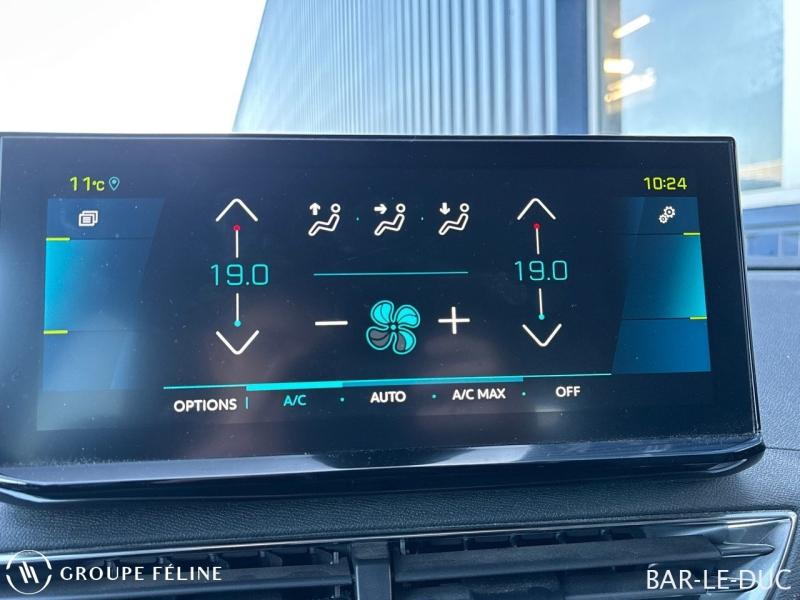 11°C 10:24
19.0 19.0
OPTIONS A/C AUTO A/C MAX OFF
GROUPE FÉLINE BAR-LE-DUC